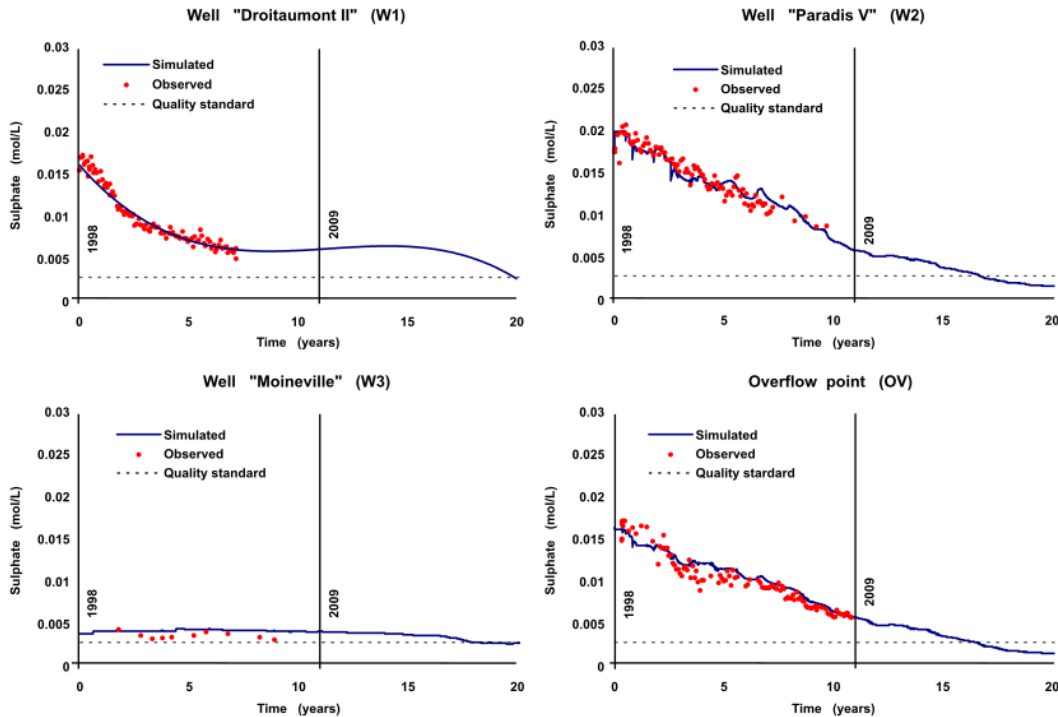 Well "Droitaumont II" (W1)
0.03
0.025
0.02
0.015
0.01
0.005
0
Sulphate (mol/L)
Simulated
Observed
Quality standard
1998
2009
0 5 10 15 20
Time (years)
Well "Paradis V" (W2)
0.03
0.025
0.02
0.015
0.01
0.005
0
Sulphate (mol/L)
Simulated
Observed
Quality standard
1998
2009
0 5 10 15 20
Time (years)
Well "Moineville" (W3)
0.03
0.025
0.02
0.015
0.01
0.005
0
Sulphate (mol/L)
Simulated
Observed
Quality standard
1998
2009
0 5 10 15 20
Time (years)
Overflow point (OV)
0.03
0.025
0.02
0.015
0.01
0.005
0
Sulphate (mol/L)
Simulated
Observed
Quality stardard
1998
2009
0 5 10 15 20
Time (years)